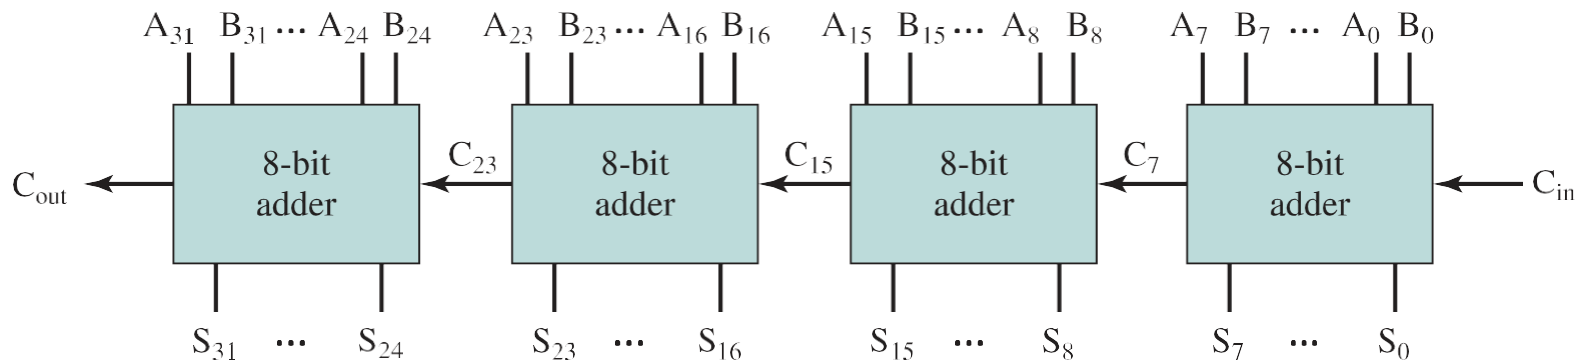 A₃₁ B₃₁ ··· A₂₄ B₂₄ A₂₃ B₂₃ ··· A₁₆ B₁₆ A₁₅ B₁₅ ··· A₈ B₈ A₇ B₇ ··· A₀ B₀
C_out 8-bit adder C₂₃ 8-bit adder C₁₅ 8-bit adder C₇ 8-bit adder C_in
S₃₁ ··· S₂₄ S₂₃ ··· S₁₆ S₁₅ ··· S₈ S₇ ··· S₀